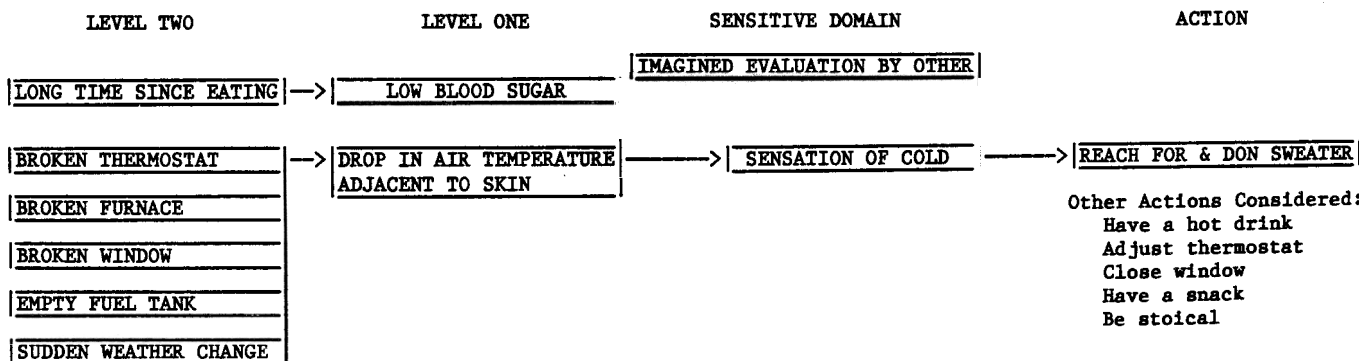 LEVEL TWO LEVEL ONE SENSITIVE DOMAIN ACTION
IMAGINED EVALUATION BY OTHER
LONG TIME SINCE EATING LOW BLOOD SUGAR
BROKEN THERMOSTAT DROP IN AIR TEMPERATURE SENSATION OF COLD REACH FOR & DON SWEATER
ADJACENT TO SKIN
BROKEN FURNACE
BROKEN WINDOW
EMPTY FUEL TANK
SUDDEN WEATHER CHANGE
Other Actions Considered:
Have a hot drink
Adjust thermostat
Close window
Have a snack
Be stoical